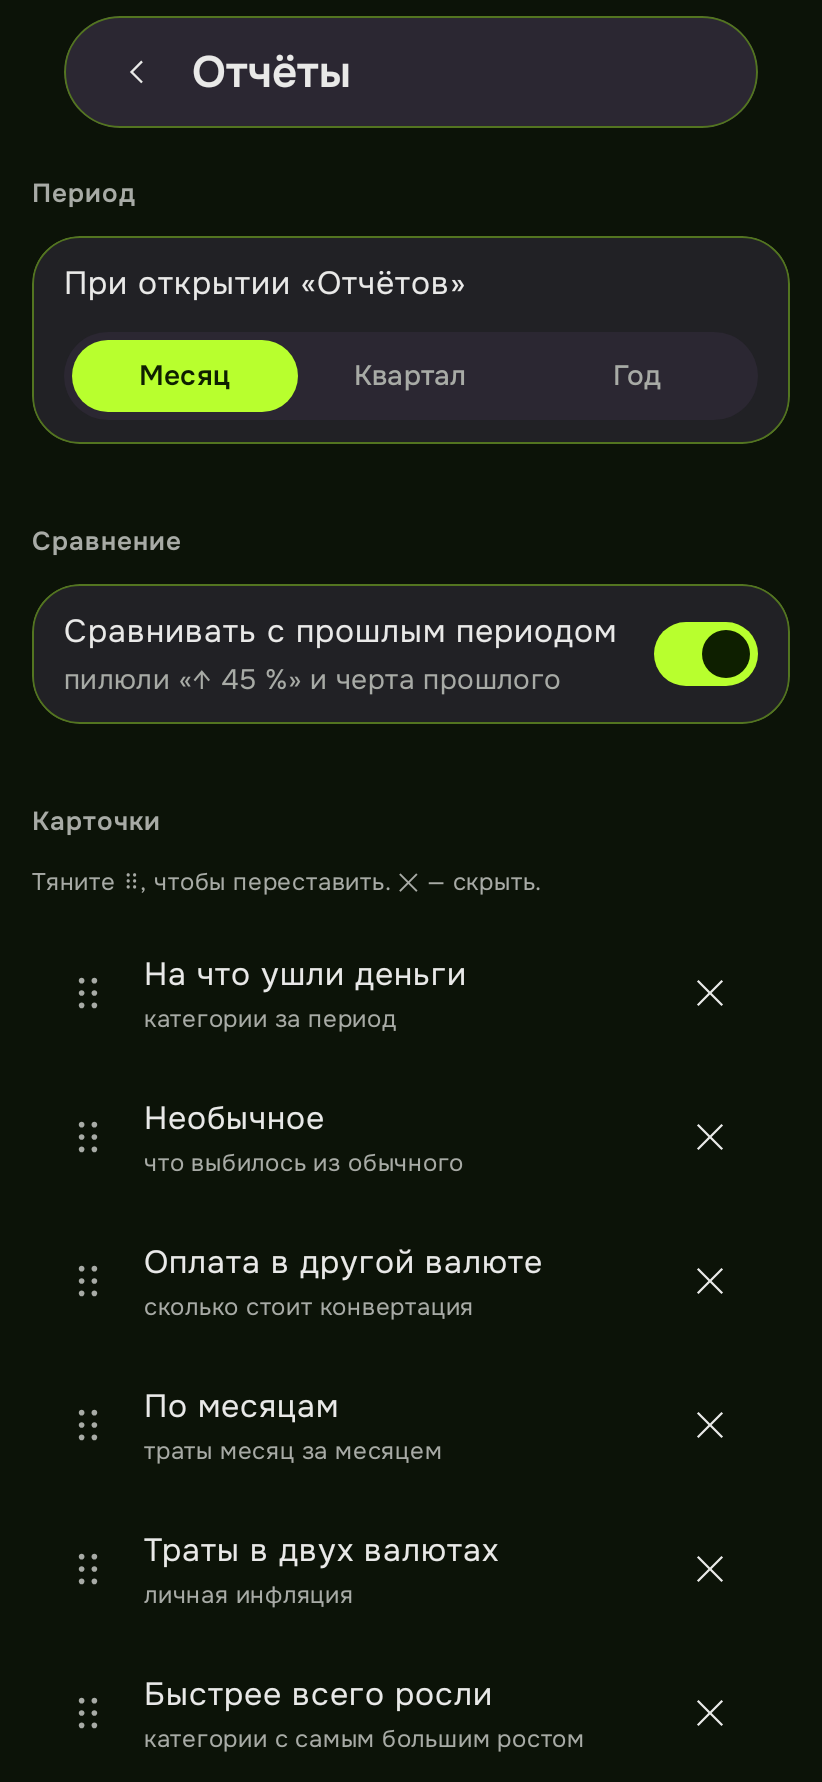 Отчёты
Период
При открытии «Отчётов»
Месяц Квартал Год
Сравнение
Сравнивать с прошлым периодом
пилюли «↑ 45 %» и черта прошлого
Карточки
Тяните ⠿, чтобы переставить. ✕ — скрыть.
На что ушли деньги
категории за период
Необычное
что выбилось из обычного
Оплата в другой валюте
сколько стоит конвертация
По месяцам
траты месяц за месяцем
Траты в двух валютах
личная инфляция
Быстрее всего росли
категории с самым большим ростом